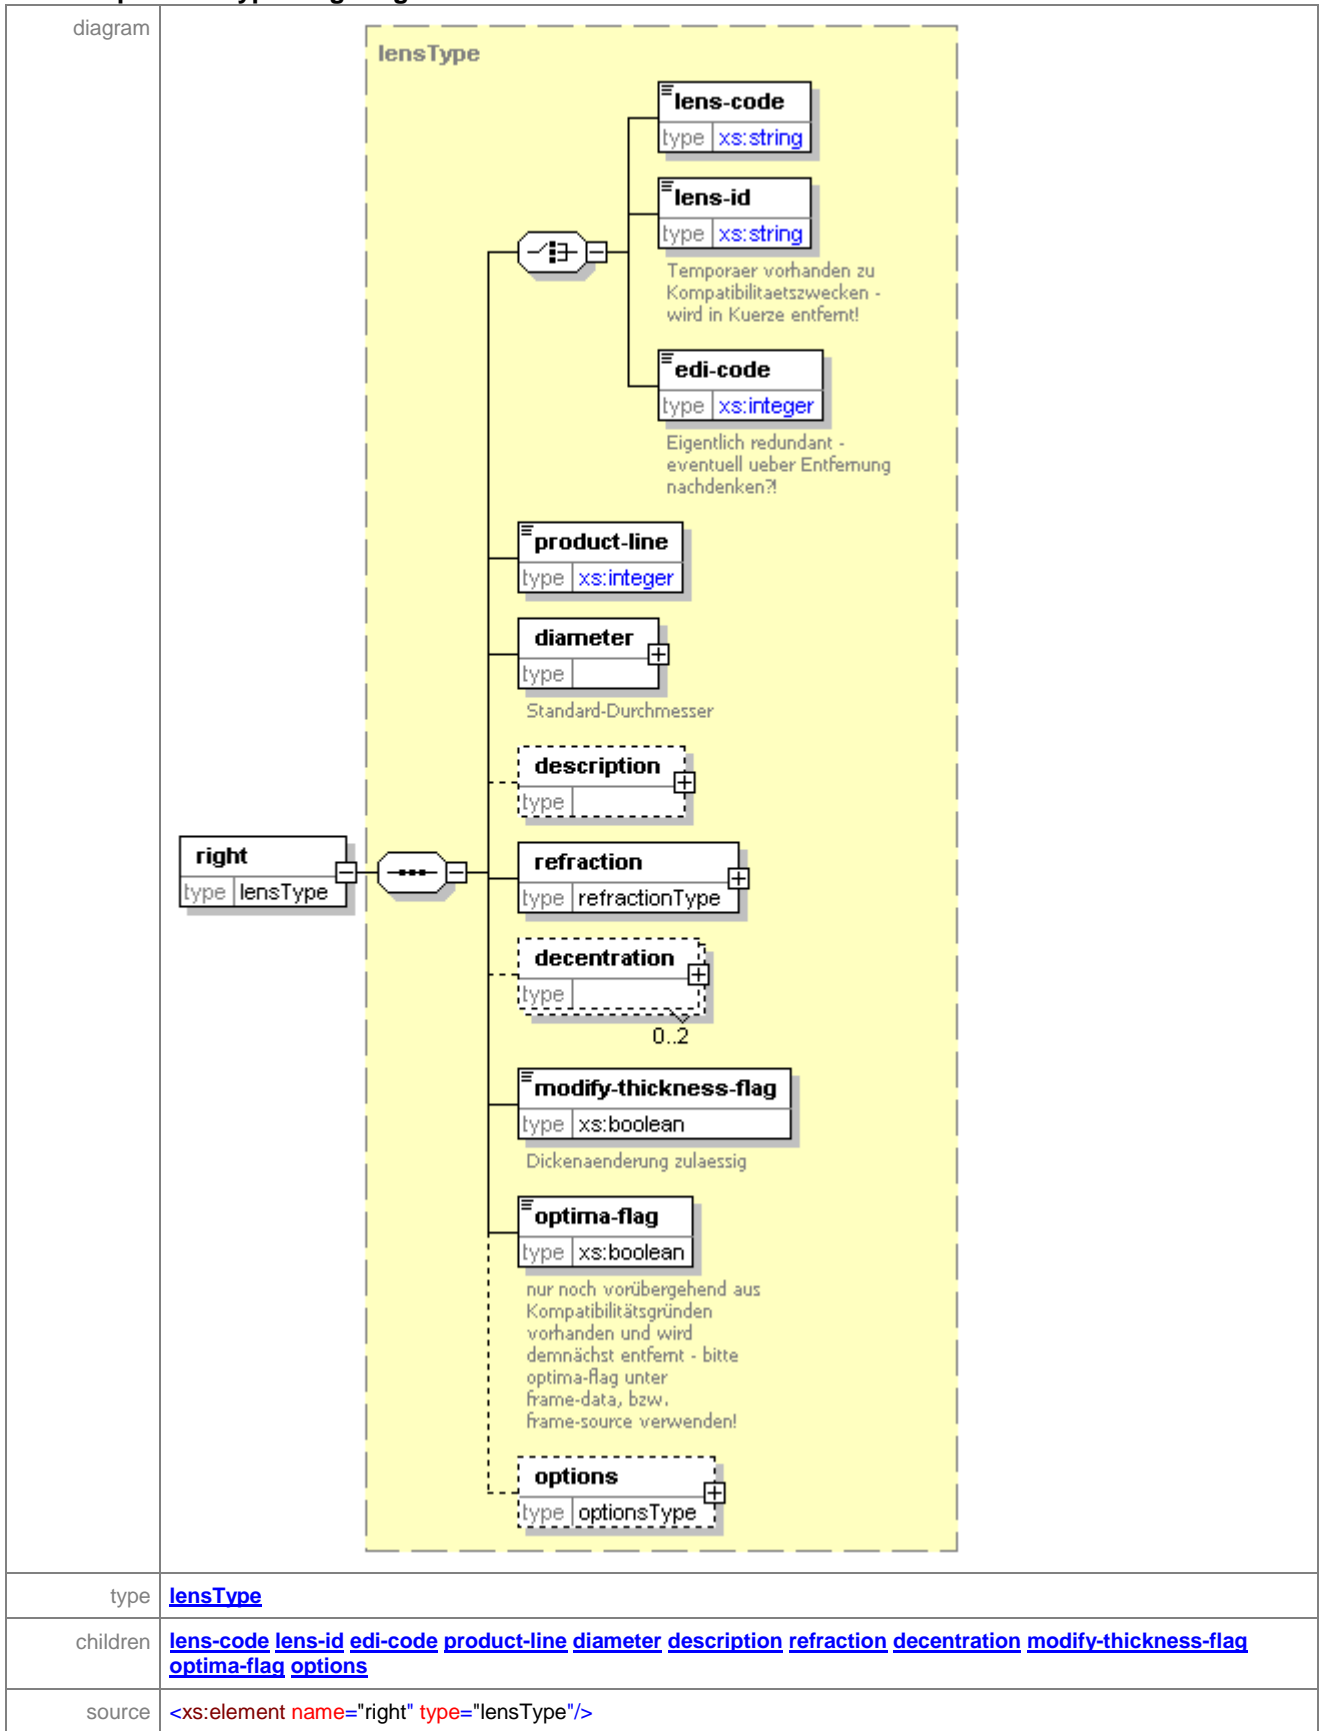 diagram
lensType
lens-code
type xs:string
lens-id
type xs:string
Temporaer vorhanden zu
Kompatibilitaetszwecken -
wird in Kuerze entfernt!
edi-code
type xs:integer
Eigentlich redundant -
eventuell ueber Entfernung
nachdenken?!
product-line
type xs:integer
diameter
type
Standard-Durchmesser
description
type
right
type lensType
refraction
type refractionType
decentration
type
0..2
modify-thickness-flag
type xs:boolean
Dickenaenderung zulaessig
optima-flag
type xs:boolean
nur noch vorübergehend aus
Kompatibilitätsgründen
vorhanden und wird
demnächst entfernt - bitte
optima-flag unter
frame-data, bzw.
frame-source verwenden!
options
type optionsType
type lensType
children lens-code lens-id edi-code product-line diameter description refraction decentration modify-thickness-flag
optima-flag options
source <xs:element name="right" type="lensType"/>